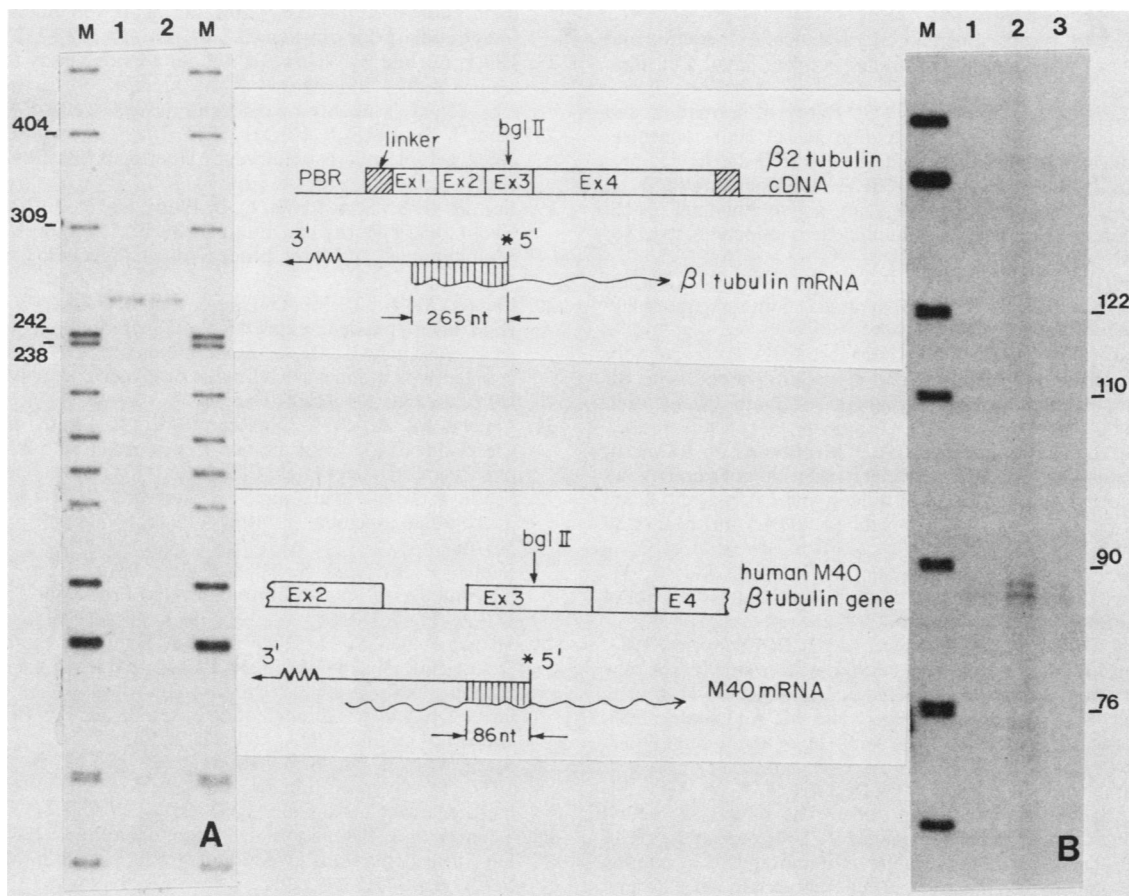 M 1 2 M
404
309
242
238
A
linker
bgl II
β2 tubulin
cDNA
PBR
Ex1 Ex2 Ex3 Ex4
3'
* 5'
β1 tubulin mRNA
265 nt
bgl II
human M40
β tubulin gene
Ex2 Ex3 E4
3'
* 5'
M40 mRNA
86nt
M 1 2 3
122
110
90
76
B